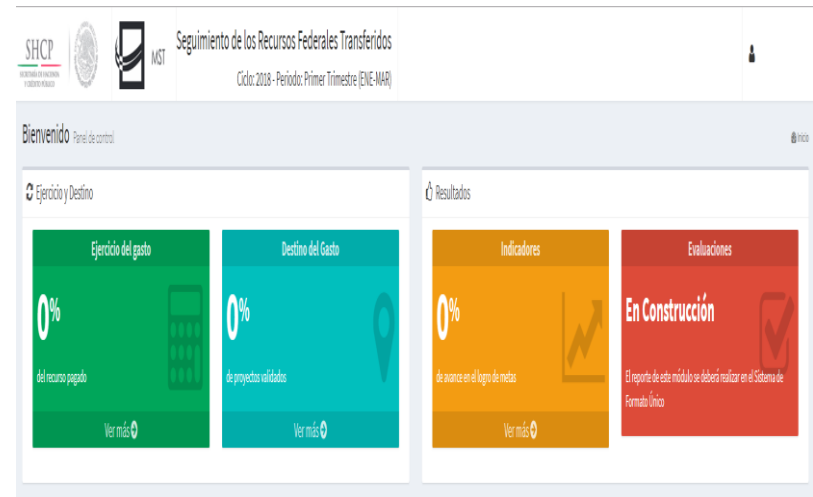 SHCP
SECRETARÍA DE HACIENDA
Y CRÉDITO PÚBLICO
MST
Seguimiento de los Recursos Federales Transferidos
Ciclo: 2018 - Periodo: Primer Trimestre (ENE-MAR)
Bienvenido Panel de control
Inicio
Ejercicio y Destino
Resultados
Ejercicio del gasto
0%
del recurso pagado
Ver más
Destino del Gasto
0%
de proyectos validados
Ver más
Indicadores
0%
de avance en el logro de metas
Ver más
Evaluaciones
En Construcción
El reporte de este módulo se deberá realizar en el Sistema de
Formato Único